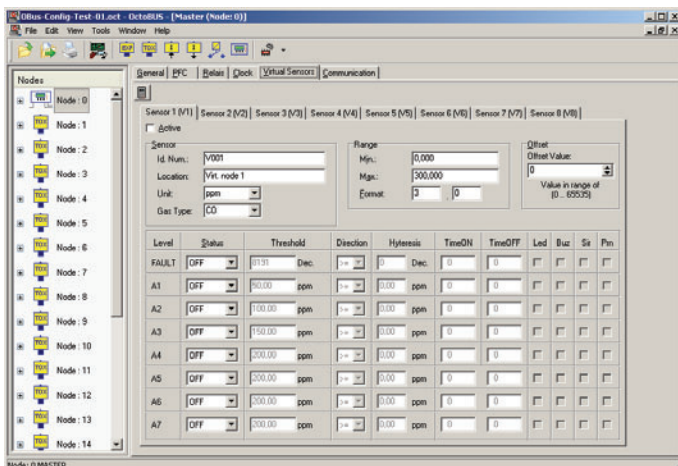 OBus-Config-Test-01.oct - OctoBUS - [Master (Node: 0)]
File Edit View Tools Window Help
EXP TOX
Nodes
Node : 0
Node : 1
Node : 2
Node : 3
Node : 4
Node : 5
Node : 6
Node : 7
Node : 8
Node : 9
Node : 10
Node : 11
Node : 12
Node : 13
Node : 14
General PFC Relais Clock Virtual Sensors Communication
Sensor 1 (V1) Sensor 2 (V2) Sensor 3 (V3) Sensor 4 (V4) Sensor 5 (V5) Sensor 6 (V6) Sensor 7 (V7) Sensor 8 (V8)
Active
Sensor
Id. Num.: V001
Location: Virt. node 1
Unit: ppm
Gas Type: CO
Range
Min.: 0,000
Max.: 300,000
Format: 3 , 0
Offset
Offset Value:
0
Value in range of
(0... 65535)
Level Status Threshold Direction Hyteresis TimeON TimeOFF Led Buz Sir Prn
FAULT OFF 8191 Dec. >= 0 Dec. 0 0
A1 OFF 50,00 ppm >= 0,00 ppm 0 0
A2 OFF 100,00 ppm >= 0,00 ppm 0 0
A3 OFF 150,00 ppm >= 0,00 ppm 0 0
A4 OFF 200,00 ppm >= 0,00 ppm 0 0
A5 OFF 200,00 ppm >= 0,00 ppm 0 0
A6 OFF 200,00 ppm >= 0,00 ppm 0 0
A7 OFF 200,00 ppm >= 0,00 ppm 0 0
Node: 0 MASTER